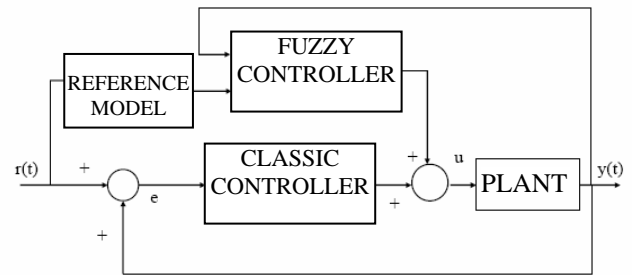 FUZZY
CONTROLLER
REFERENCE
MODEL
r(t)
+
e
+
CLASSIC
CONTROLLER
+
+
u
PLANT
y(t)